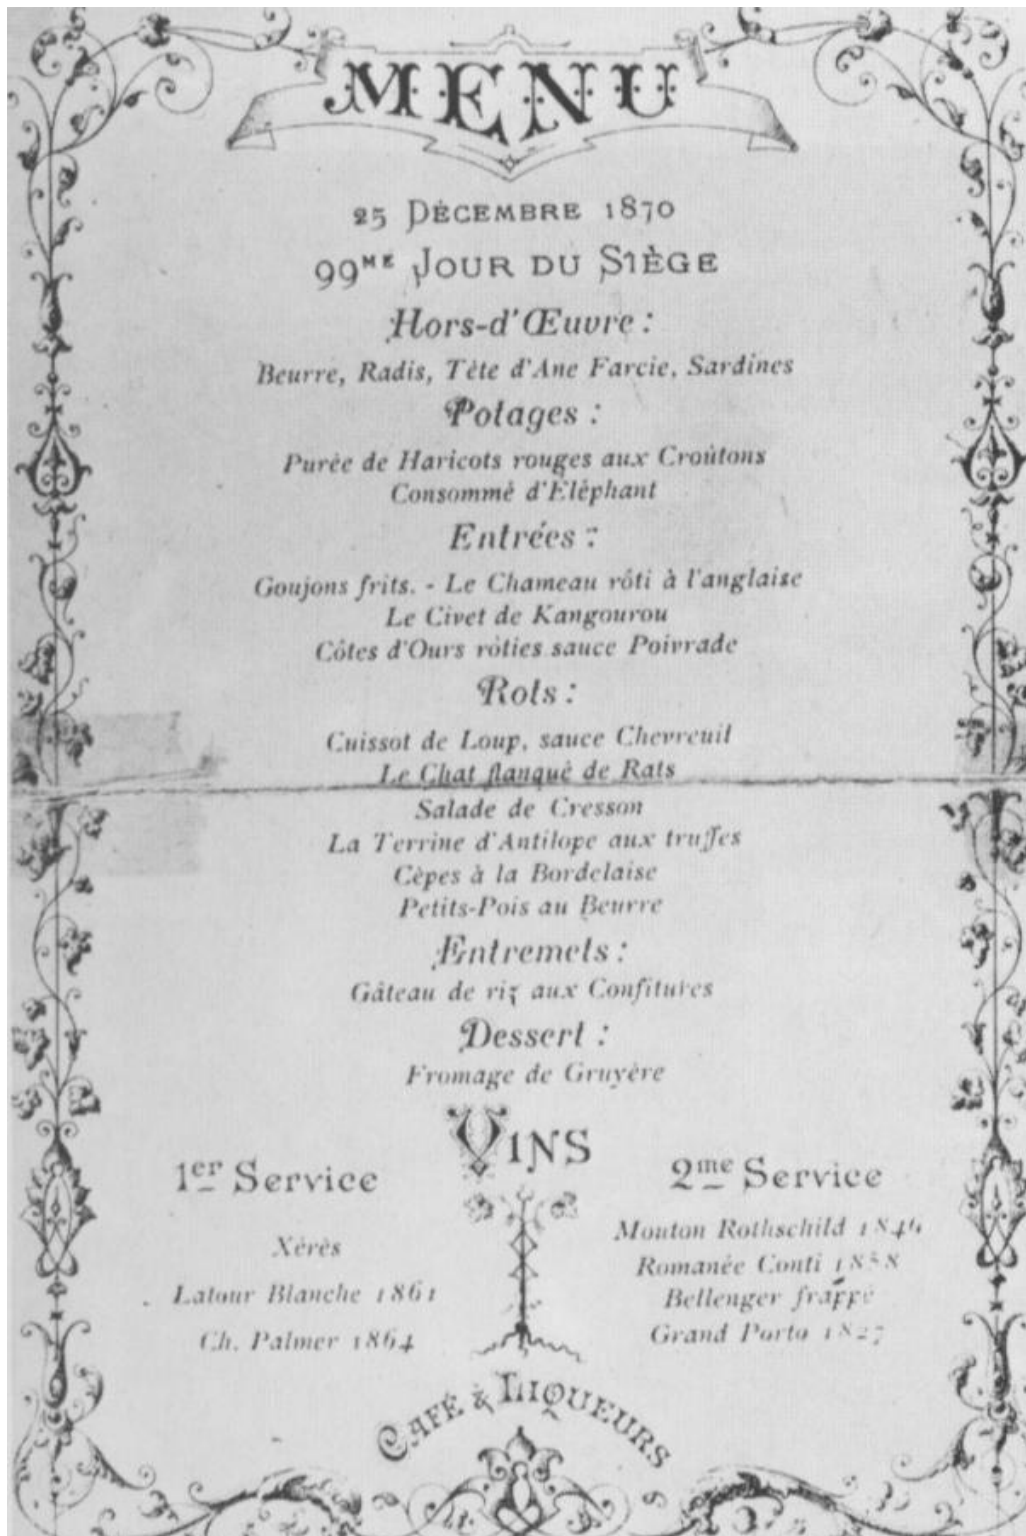 MENU
25 DÉCEMBRE 1870
99ME JOUR DU SIÈGE
Hors-d'Œuvre :
Beurre, Radis, Tête d'Ane Farcie, Sardines
Potages :
Purée de Haricots rouges aux Croûtons
Consommé d'Éléphant
Entrées :
Goujons frits. - Le Chameau rôti à l'anglaise
Le Civet de Kangourou
Côtes d'Ours rôties sauce Poivrade
Rots :
Cuissot de Loup, sauce Chevreuil
Le Chat flanqué de Rats
Salade de Cresson
La Terrine d'Antilope aux truffes
Cèpes à la Bordelaise
Petits-Pois au Beurre
Entremets :
Gâteau de riz aux Confitures
Dessert :
Fromage de Gruyère
VINS
1er Service
Xérès
Latour Blanche 1861
Ch. Palmer 1864
2me Service
Mouton Rothschild 1846
Romanée Conti 1858
Bellenger frappé
Grand Porto 1827
CAFÉ & LIQUEURS